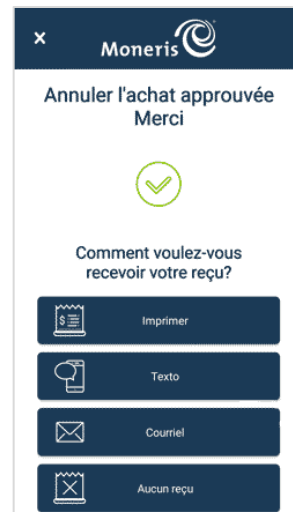 ×
Moneris
Annuler l'achat approuvée
Merci
Comment voulez-vous
recevoir votre reçu?
Imprimer
Texto
Courriel
Aucun reçu